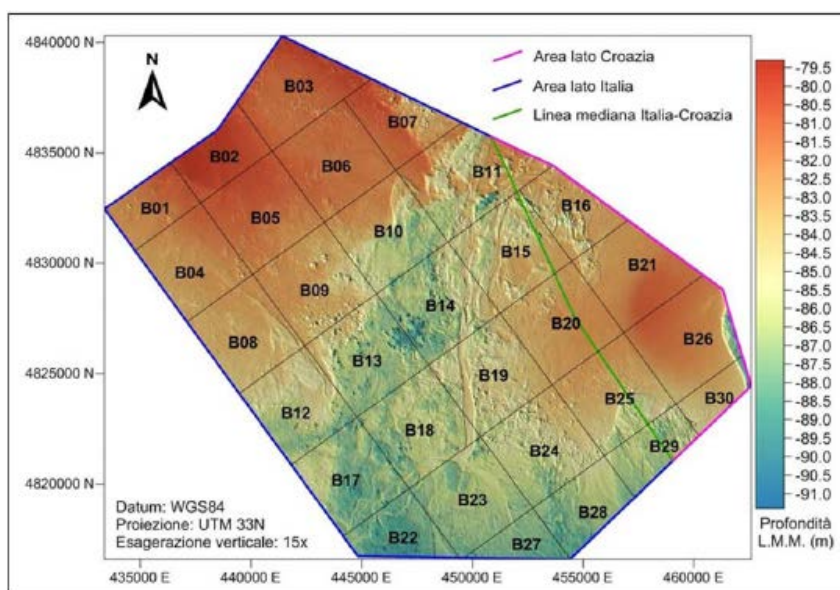 4840000 N
4835000 N
4830000 N
4825000 N
4820000 N
N
Area lato Croazia
Area lato Italia
Linea mediana Italia-Croazia
B03
B07
B02
B06
B11
B01
B05
B16
B10
B15
B04
B21
B09
B14
B20
B08
B26
B13
B19
B25
B30
B12
B18
B29
B24
B17
B23
B28
B22
B27
Datum: WGS84
Proiezione: UTM 33N
Esagerazione verticale: 15x
435000 E
440000 E
445000 E
450000 E
455000 E
460000 E
-79.5
-80.0
-80.5
-81.0
-81.5
-82.0
-82.5
-83.0
-83.5
-84.0
-84.5
-85.0
-85.5
-86.0
-86.5
-87.0
-87.5
-88.0
-88.5
-89.0
-89.5
-90.0
-90.5
-91.0
Profondità
L.M.M. (m)